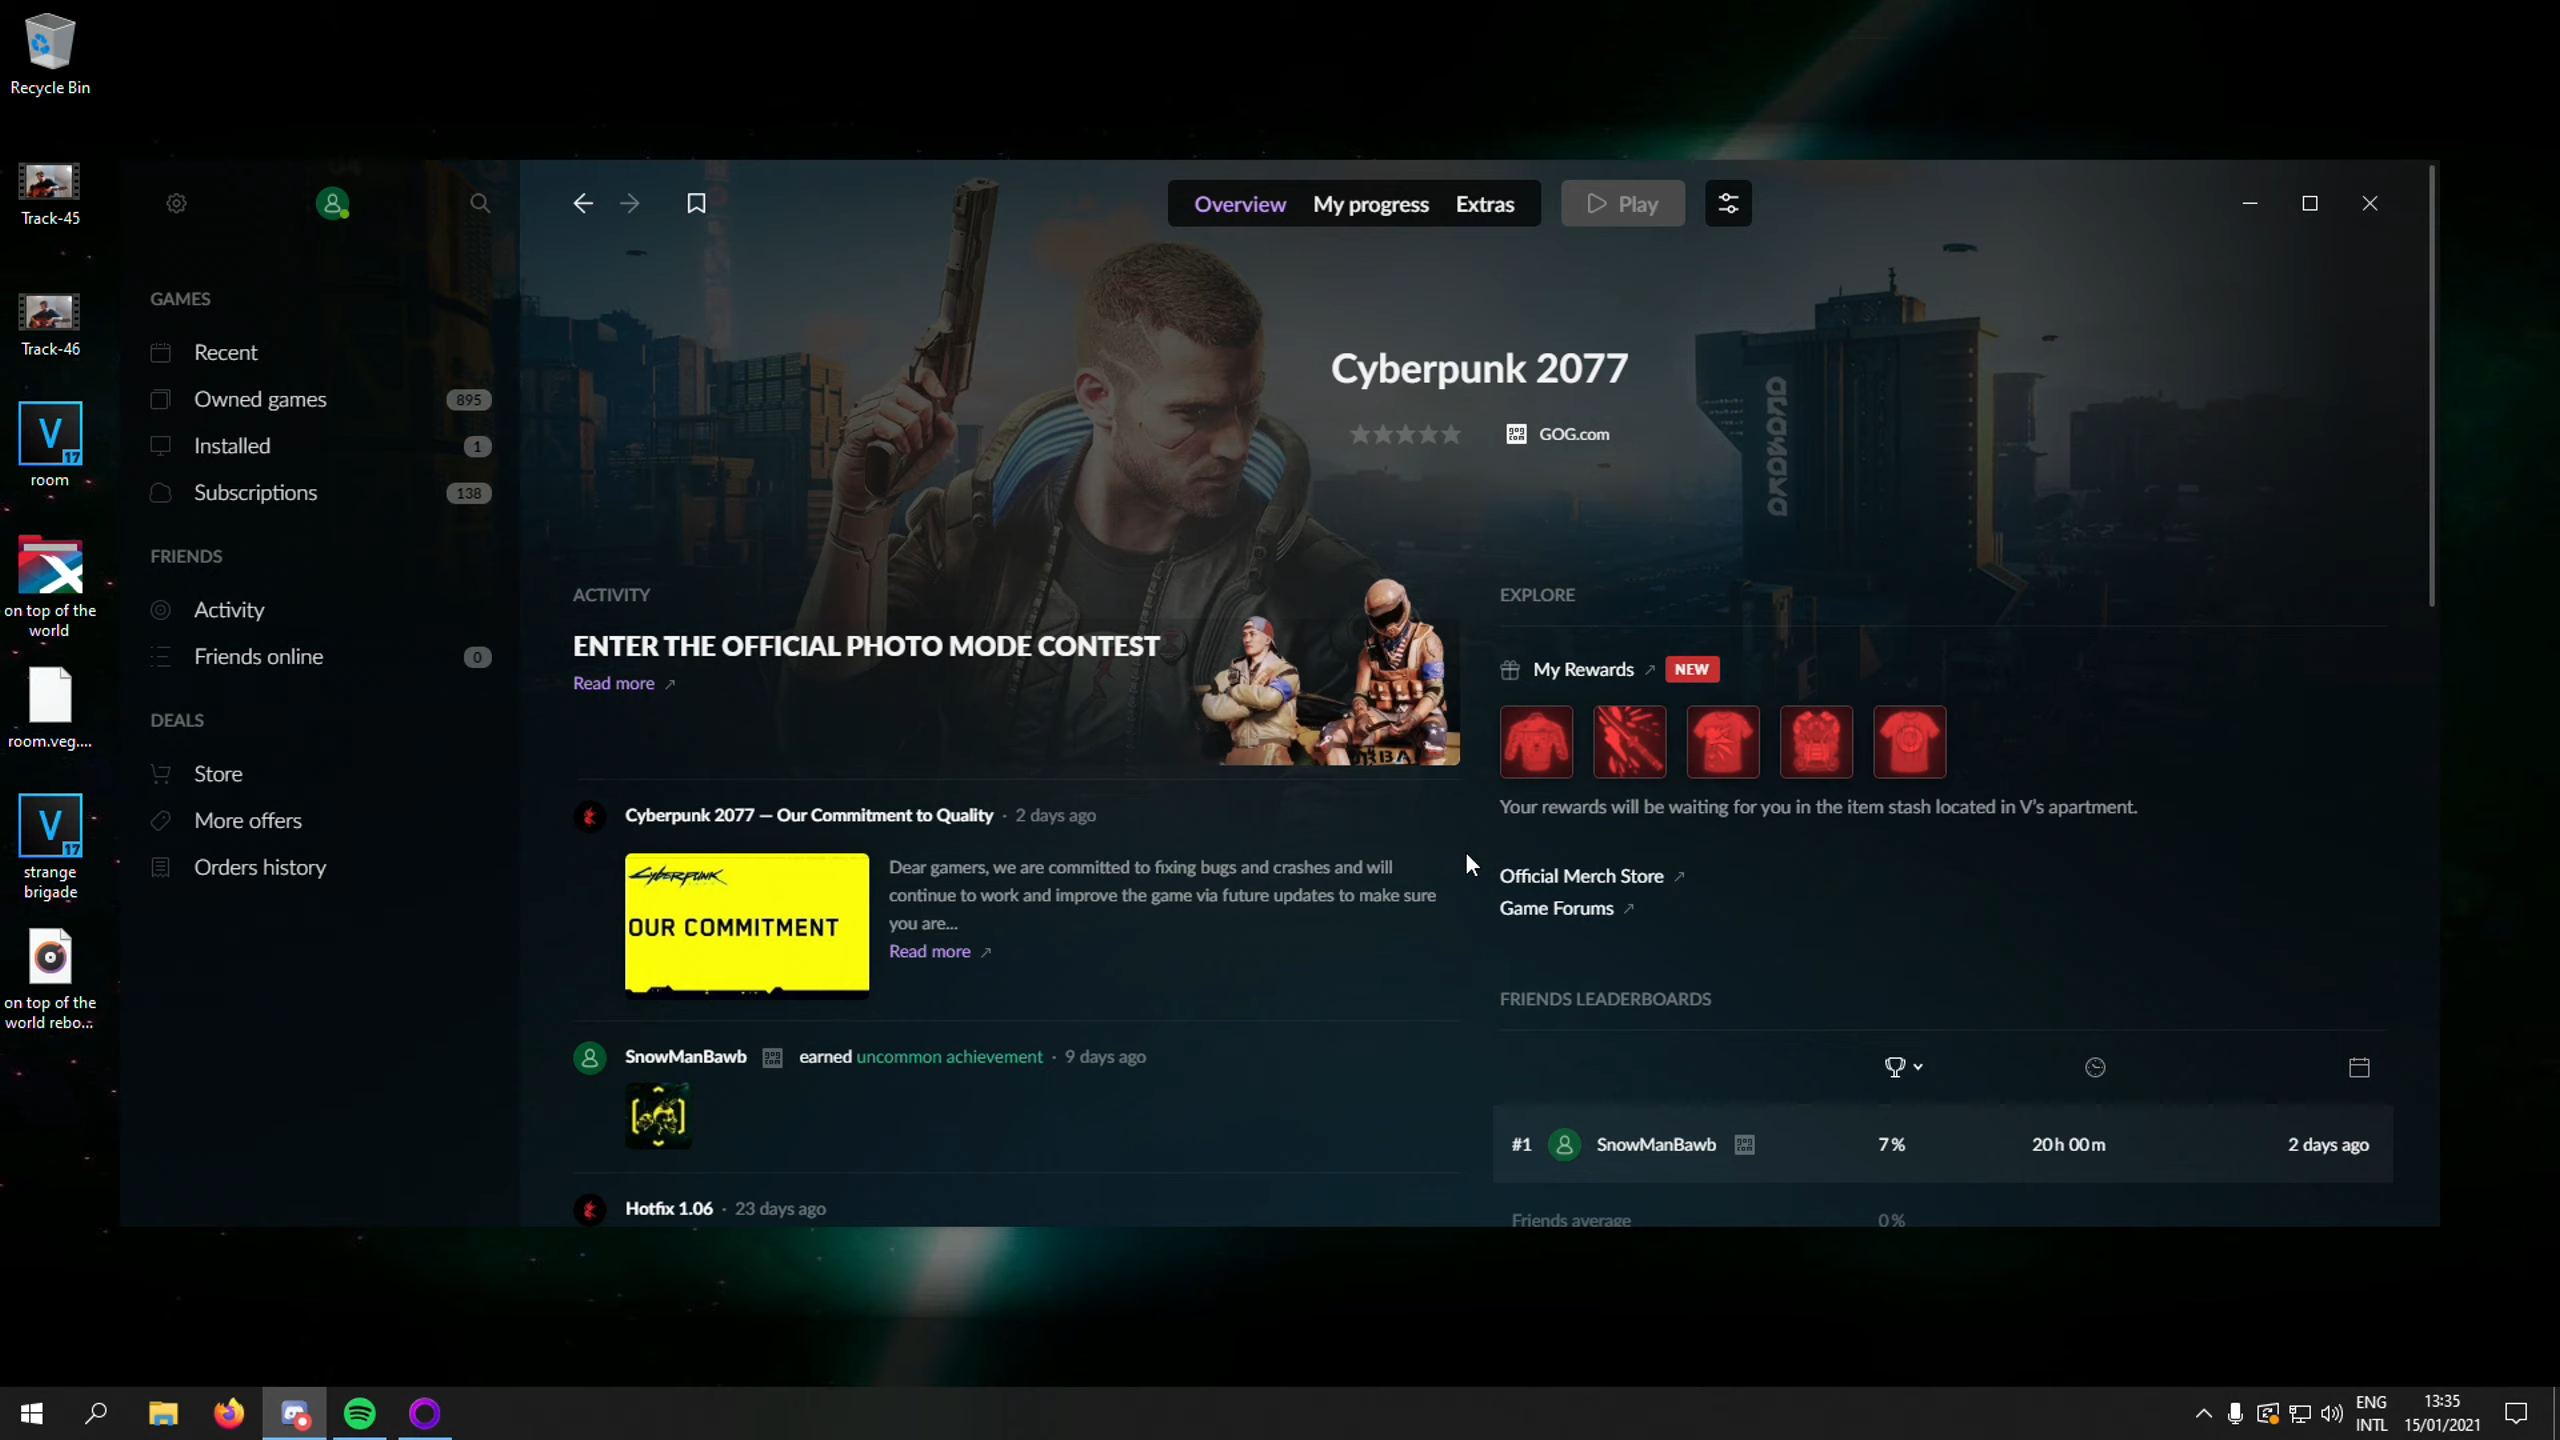 Recycle Bin
Track-45
Track-46
room
on top of the
world
room.veg....
strange
brigade
on top of the
world rebo...
GAMES
Recent
Owned games 895
Installed 1
Subscriptions 138
FRIENDS
Activity
Friends online 0
DEALS
Store
More offers
Orders history
Overview My progress Extras Play
Cyberpunk 2077
GOG.com
ACTIVITY
ENTER THE OFFICIAL PHOTO MODE CONTEST
Read more
Cyberpunk 2077 — Our Commitment to Quality · 2 days ago
Cyberpunk
OUR COMMITMENT
Dear gamers, we are committed to fixing bugs and crashes and will
continue to work and improve the game via future updates to make sure
you are...
Read more
SnowManBawb earned uncommon achievement · 9 days ago
Hotfix 1.06 · 23 days ago
EXPLORE
My Rewards NEW
Your rewards will be waiting for you in the item stash located in V's apartment.
Official Merch Store
Game Forums
FRIENDS LEADERBOARDS
#1 SnowManBawb 7% 20h 00m 2 days ago
Friends average 0%
ENG
INTL
13:35
15/01/2021